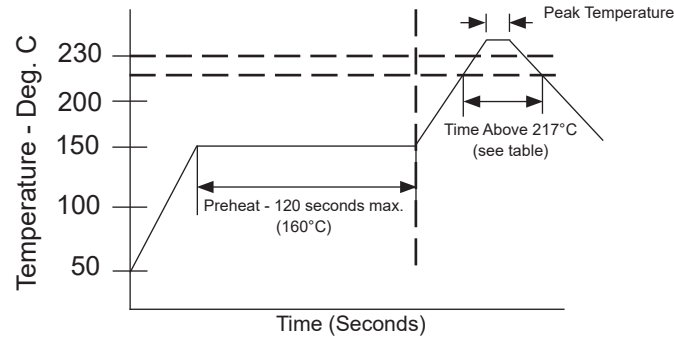 Peak Temperature
Temperature - Deg. C
230
200
150
100
50
Time Above 217°C
(see table)
Preheat - 120 seconds max.
(160°C)
Time (Seconds)